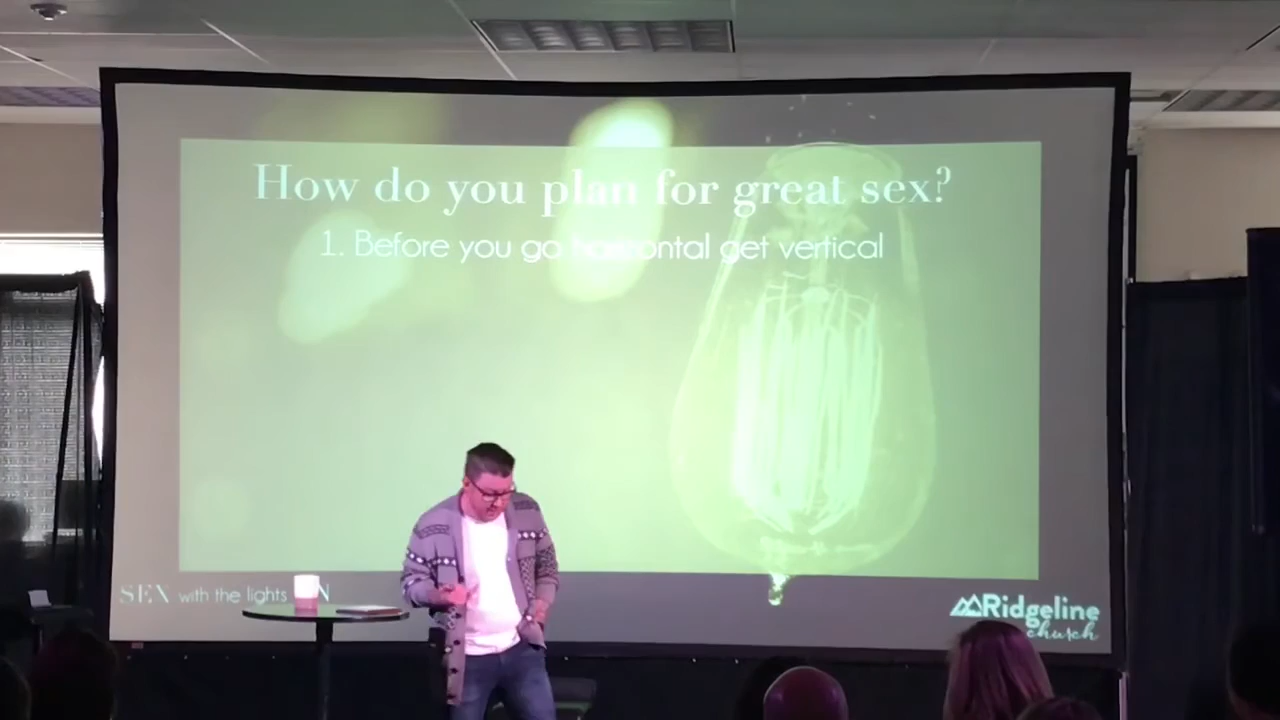 How do you plan for great sex?
1. Before you go horizontal get vertical
SEX with the lights
Ridgeline
church